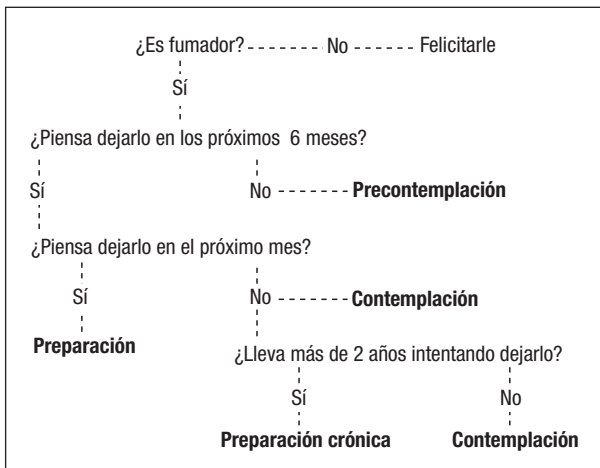 ¿Es fumador? No Felicitarle
Sí
¿Piensa dejarlo en los próximos 6 meses?
Sí No Precontemplación
¿Piensa dejarlo en el próximo mes?
Sí No Contemplación
Preparación
¿Lleva más de 2 años intentando dejarlo?
Sí No
Preparación crónica Contemplación